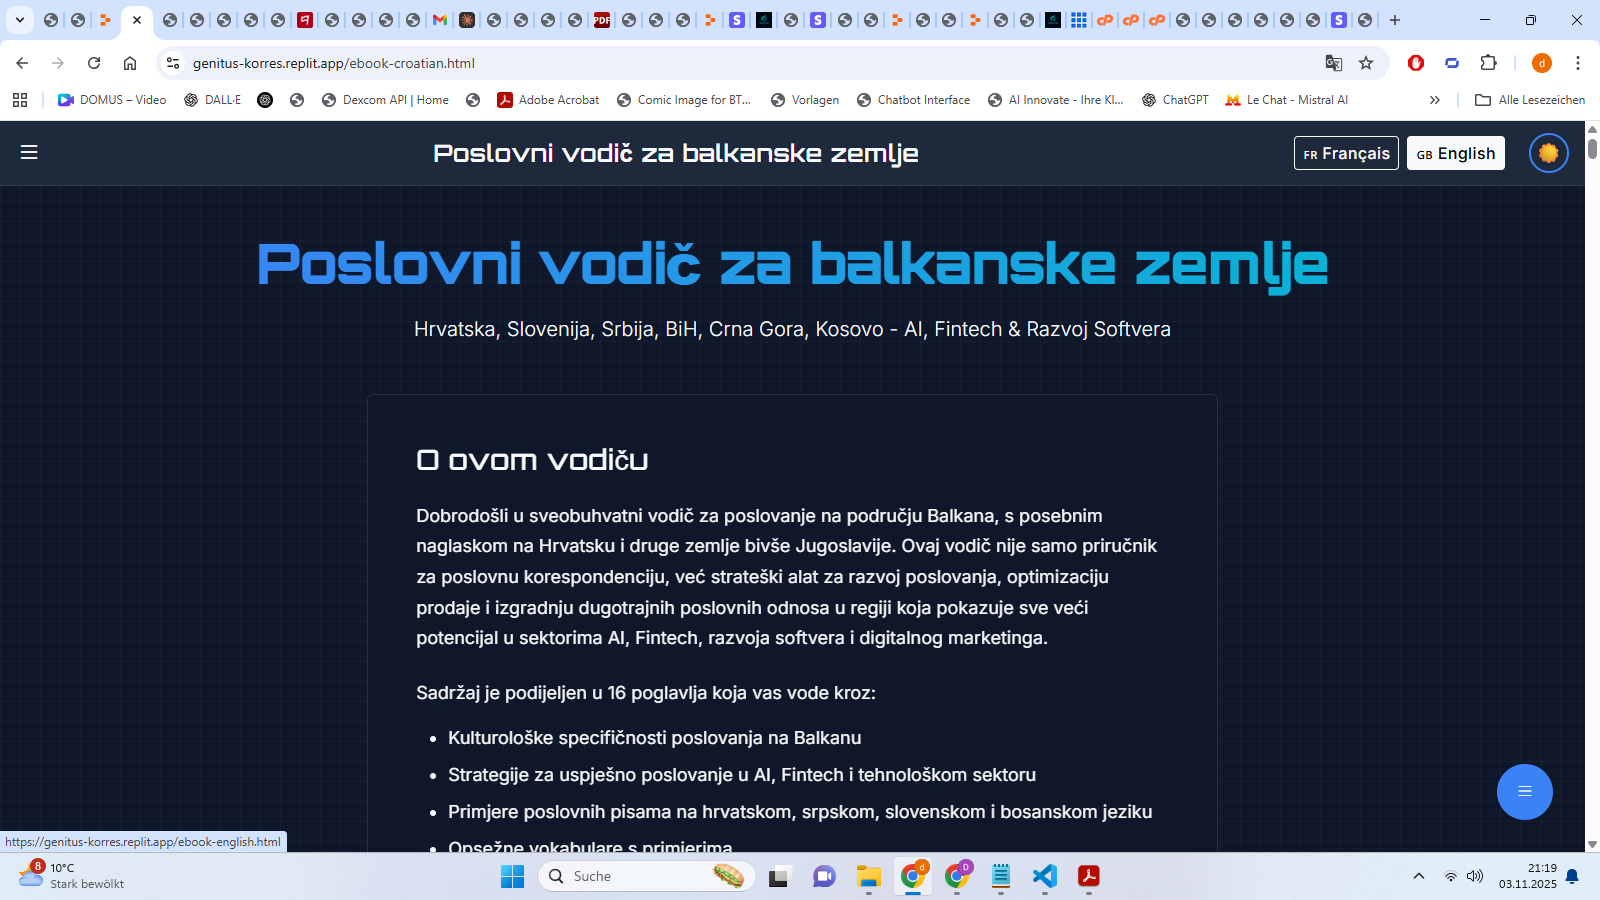 genitus-korres.replit.app/ebook-croatian.html
d
DOMUS – Video
DALL·E
Dexcom API | Home
Adobe Acrobat
Comic Image for BT...
Vorlagen
Chatbot Interface
AI Innovate - Ihre KI...
ChatGPT
Le Chat - Mistral AI
»
Alle Lesezeichen
Poslovni vodič za balkanske zemlje
FR Français
GB English
Poslovni vodič za balkanske zemlje
Hrvatska, Slovenija, Srbija, BiH, Crna Gora, Kosovo - AI, Fintech & Razvoj Softvera
O ovom vodiču
Dobrodošli u sveobuhvatni vodič za poslovanje na području Balkana, s posebnim
naglaskom na Hrvatsku i druge zemlje bivše Jugoslavije. Ovaj vodič nije samo priručnik
za poslovnu korespondenciju, već strateški alat za razvoj poslovanja, optimizaciju
prodaje i izgradnju dugotrajnih poslovnih odnosa u regiji koja pokazuje sve veći
potencijal u sektorima AI, Fintech, razvoja softvera i digitalnog marketinga.
Sadržaj je podijeljen u 16 poglavlja koja vas vode kroz:
• Kulturološke specifičnosti poslovanja na Balkanu
• Strategije za uspješno poslovanje u AI, Fintech i tehnološkom sektoru
• Primjere poslovnih pisama na hrvatskom, srpskom, slovenskom i bosanskom jeziku
• Opsežne vokabulare s primjerima
https://genitus-korres.replit.app/ebook-english.html
8
10°C
Stark bewölkt
Suche
d
D
21:19
03.11.2025